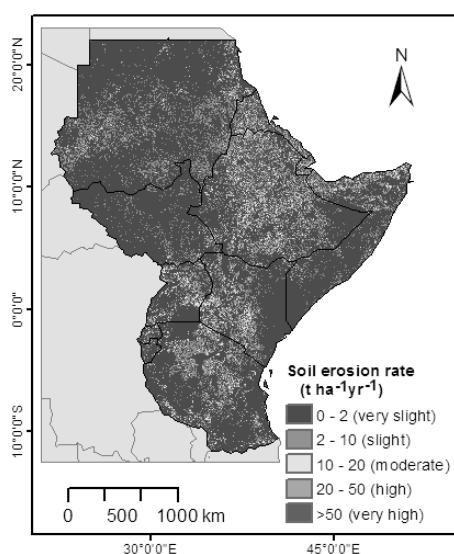 N
20°0'0"N
10°0'0"N
0°0'0"
10°0'0"S
Soil erosion rate
(t ha-1yr-1)
0 - 2 (very slight)
2 - 10 (slight)
10 - 20 (moderate)
20 - 50 (high)
>50 (very high)
0 500 1000 km
30°0'0"E 45°0'0"E